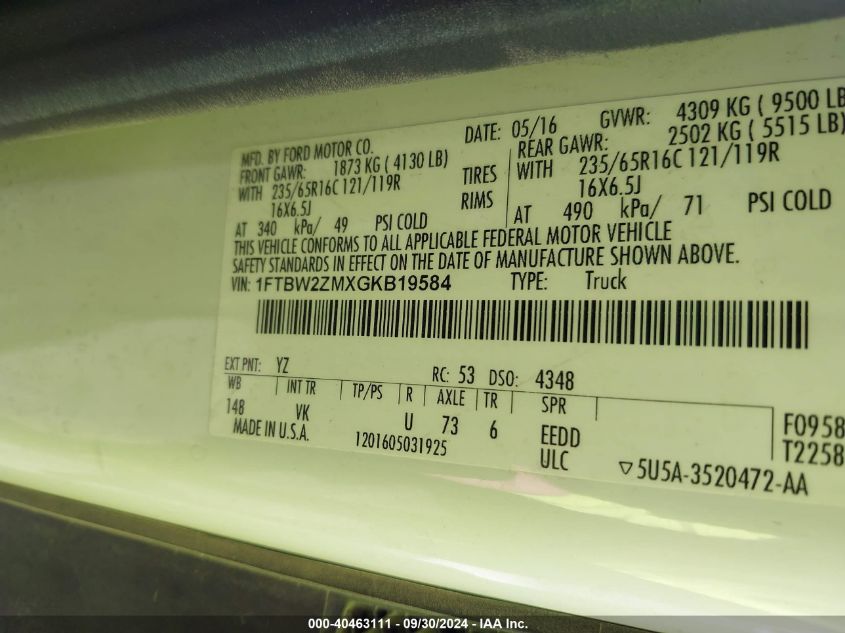 MFD. BY FORD MOTOR CO. DATE: 05/16 GVWR: 4309 KG ( 9500 LB
FRONT GAWR: 1873 KG ( 4130 LB) REAR GAWR: 2502 KG ( 5515 LB)
WITH 235/65R16C 121/119R TIRES WITH 235/65R16C 121/119R
16X6.5J RIMS 16X6.5J
AT 340 kPa/ 49 PSI COLD AT 490 kPa/ 71 PSI COLD
THIS VEHICLE CONFORMS TO ALL APPLICABLE FEDERAL MOTOR VEHICLE
SAFETY STANDARDS IN EFFECT ON THE DATE OF MANUFACTURE SHOWN ABOVE.
VIN: 1FTBW2ZMXGKB19584 TYPE: Truck
EXT PNT: YZ RC: 53 DSO: 4348
WB INT TR TP/PS R AXLE TR SPR
148 VK U 73 6 EEDD F0958
MADE IN U.S.A. 1201605031925 ULC T2258
▽5U5A-3520472-AA
000-40463111 - 09/30/2024 - IAA Inc.